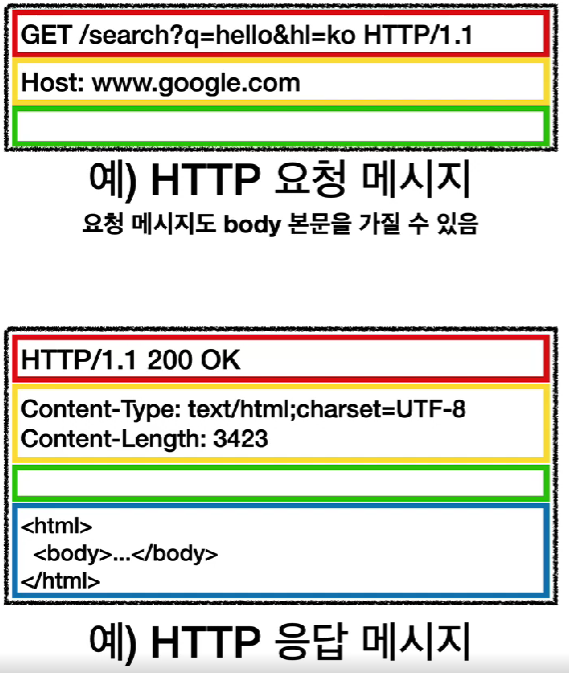 GET /search?q=hello&hl=ko HTTP/1.1
Host: www.google.com
예) HTTP 요청 메시지
요청 메시지도 body 본문을 가질 수 있음
HTTP/1.1 200 OK
Content-Type: text/html;charset=UTF-8
Content-Length: 3423
<html>
<body>...</body>
</html>
예) HTTP 응답 메시지